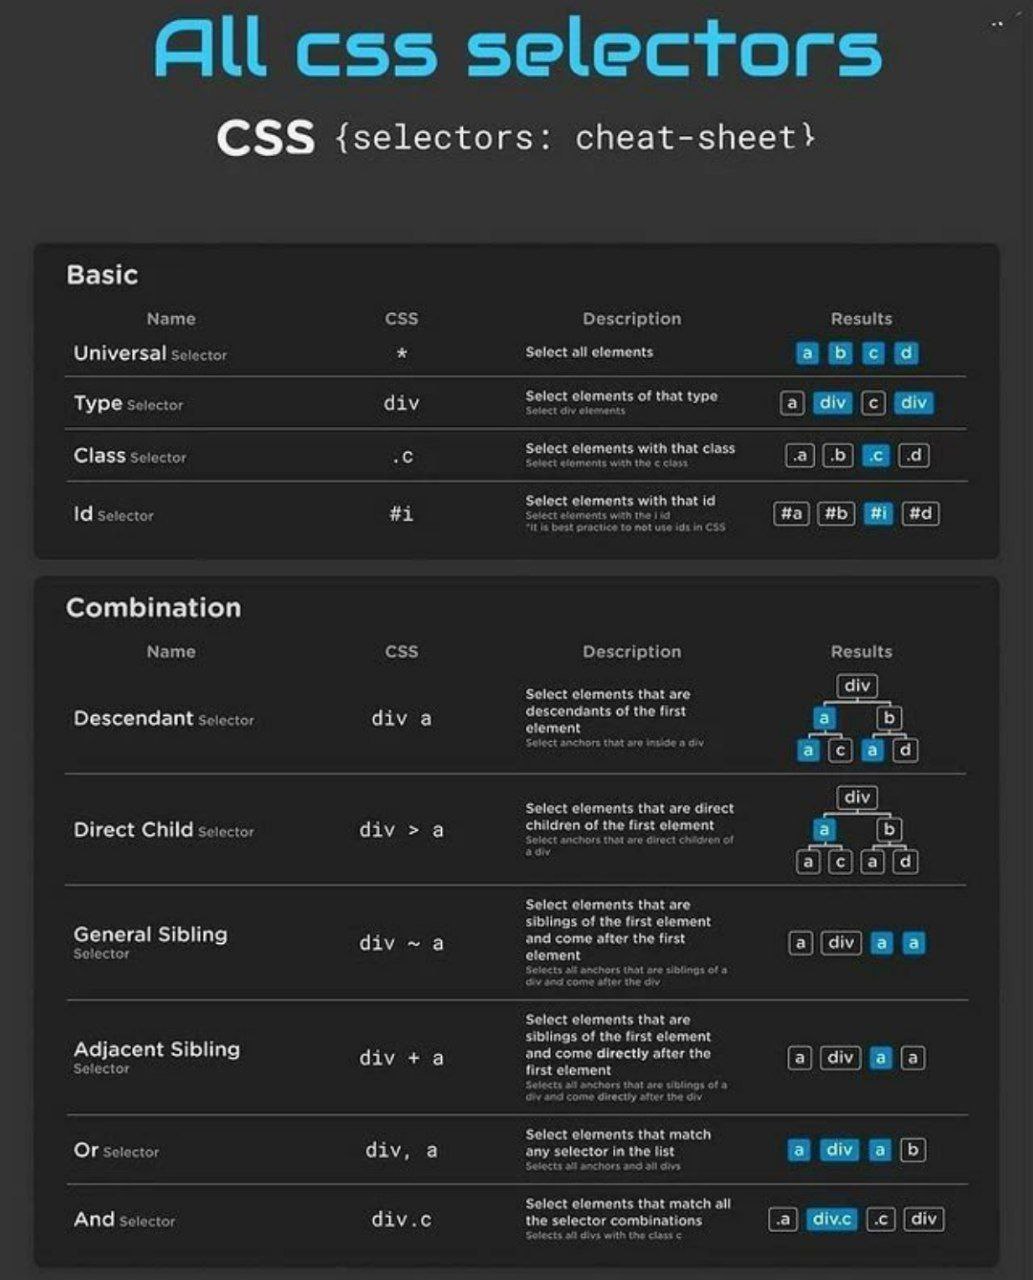 All css selectors
CSS {selectors: cheat-sheet}
Basic
Name CSS Description Results
Universal Selector * Select all elements a b c d
Type Selector div Select elements of that type a div c div
Select div elements
Class Selector .c Select elements with that class .a .b .c .d
Select elements with the c class
Id Selector #i Select elements with that id #a #b #i #d
Select elements with the i id
*It is best practice to not use ids in CSS
Combination
Name CSS Description Results
Descendant Selector div a
Select elements that are
descendants of the first
element
Select anchors that are inside a div
div
a b
a c a d
Direct Child Selector div > a
Select elements that are direct
children of the first element
Select anchors that are direct children of
a div
div
a b
a c a d
General Sibling
Selector
div ~ a
Select elements that are
siblings of the first element
and come after the first
element
Selects all anchors that are siblings of a
div and come after the div
a div a a
Adjacent Sibling
Selector
div + a
Select elements that are
siblings of the first element
and come directly after the
first element
Selects all anchors that are siblings of a
div and come directly after the div
a div a a
Or Selector div, a
Select elements that match
any selector in the list
Selects all anchors and all divs
a div a b
And Selector div.c
Select elements that match all
the selector combinations
Selects all divs with the class c
.a div.c .c div